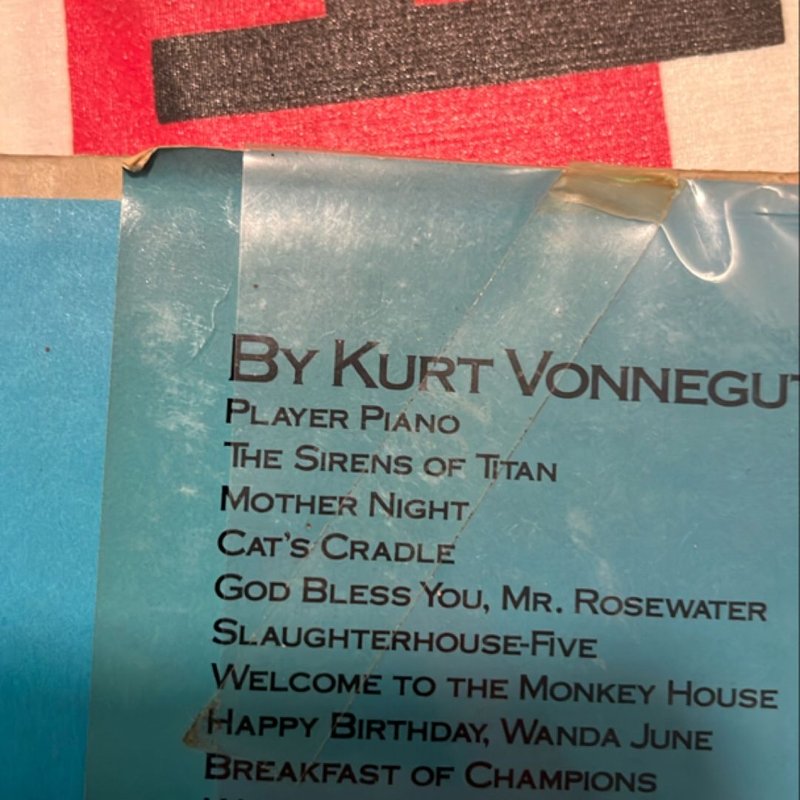 BY KURT VONNEGUT
PLAYER PIANO
THE SIRENS OF TITAN
MOTHER NIGHT
CAT'S CRADLE
GOD BLESS YOU, MR. ROSEWATER
SLAUGHTERHOUSE-FIVE
WELCOME TO THE MONKEY HOUSE
HAPPY BIRTHDAY, WANDA JUNE
BREAKFAST OF CHAMPIONS